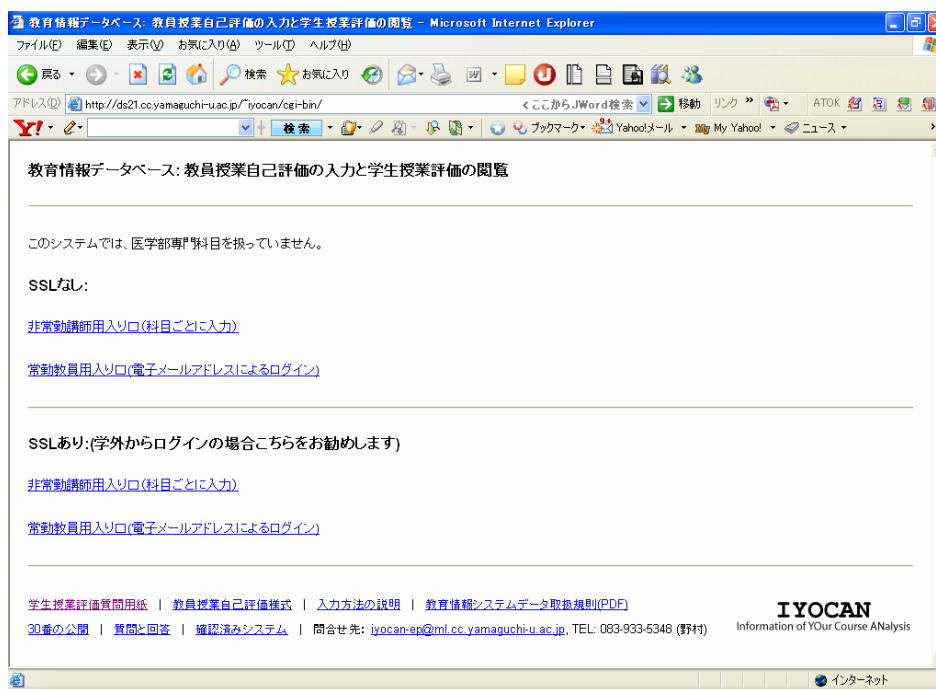 教育情報データベース: 教員授業自己評価の入力と学生授業評価の閲覧 - Microsoft Internet Explorer
ファイル(F) 編集(E) 表示(V) お気に入り(A) ツール(T) ヘルプ(H)
戻る 検索 お気に入り
アドレス(D) http://ds21.cc.yamaguchi-u.ac.jp/~iyocan/cgi-bin/ <ここからJWord検索 移動 リンク » ATOK
Y! 検索 ブックマーク Yahoo!メール My Yahoo! ニュース
教育情報データベース: 教員授業自己評価の入力と学生授業評価の閲覧
このシステムでは、医学部専門科目を扱っていません。
SSLなし:
非常勤講師用入り口(科目ごとに入力)
常勤教員用入り口(電子メールアドレスによるログイン)
SSLあり:(学外からログインの場合こちらをお勧めします)
非常勤講師用入り口(科目ごとに入力)
常勤教員用入り口(電子メールアドレスによるログイン)
学生授業評価質問用紙 | 教員授業自己評価様式 | 入力方法の説明 | 教育情報システムデータ取扱規則(PDF)
30番の公開 | 質問と回答 | 確認済みシステム | 問合せ先: iyocan-ep@ml.cc.yamaguchi-u.ac.jp, TEL: 083-933-5348 (野村)
IYOCAN
Information of YOur Course ANalysis
インターネット